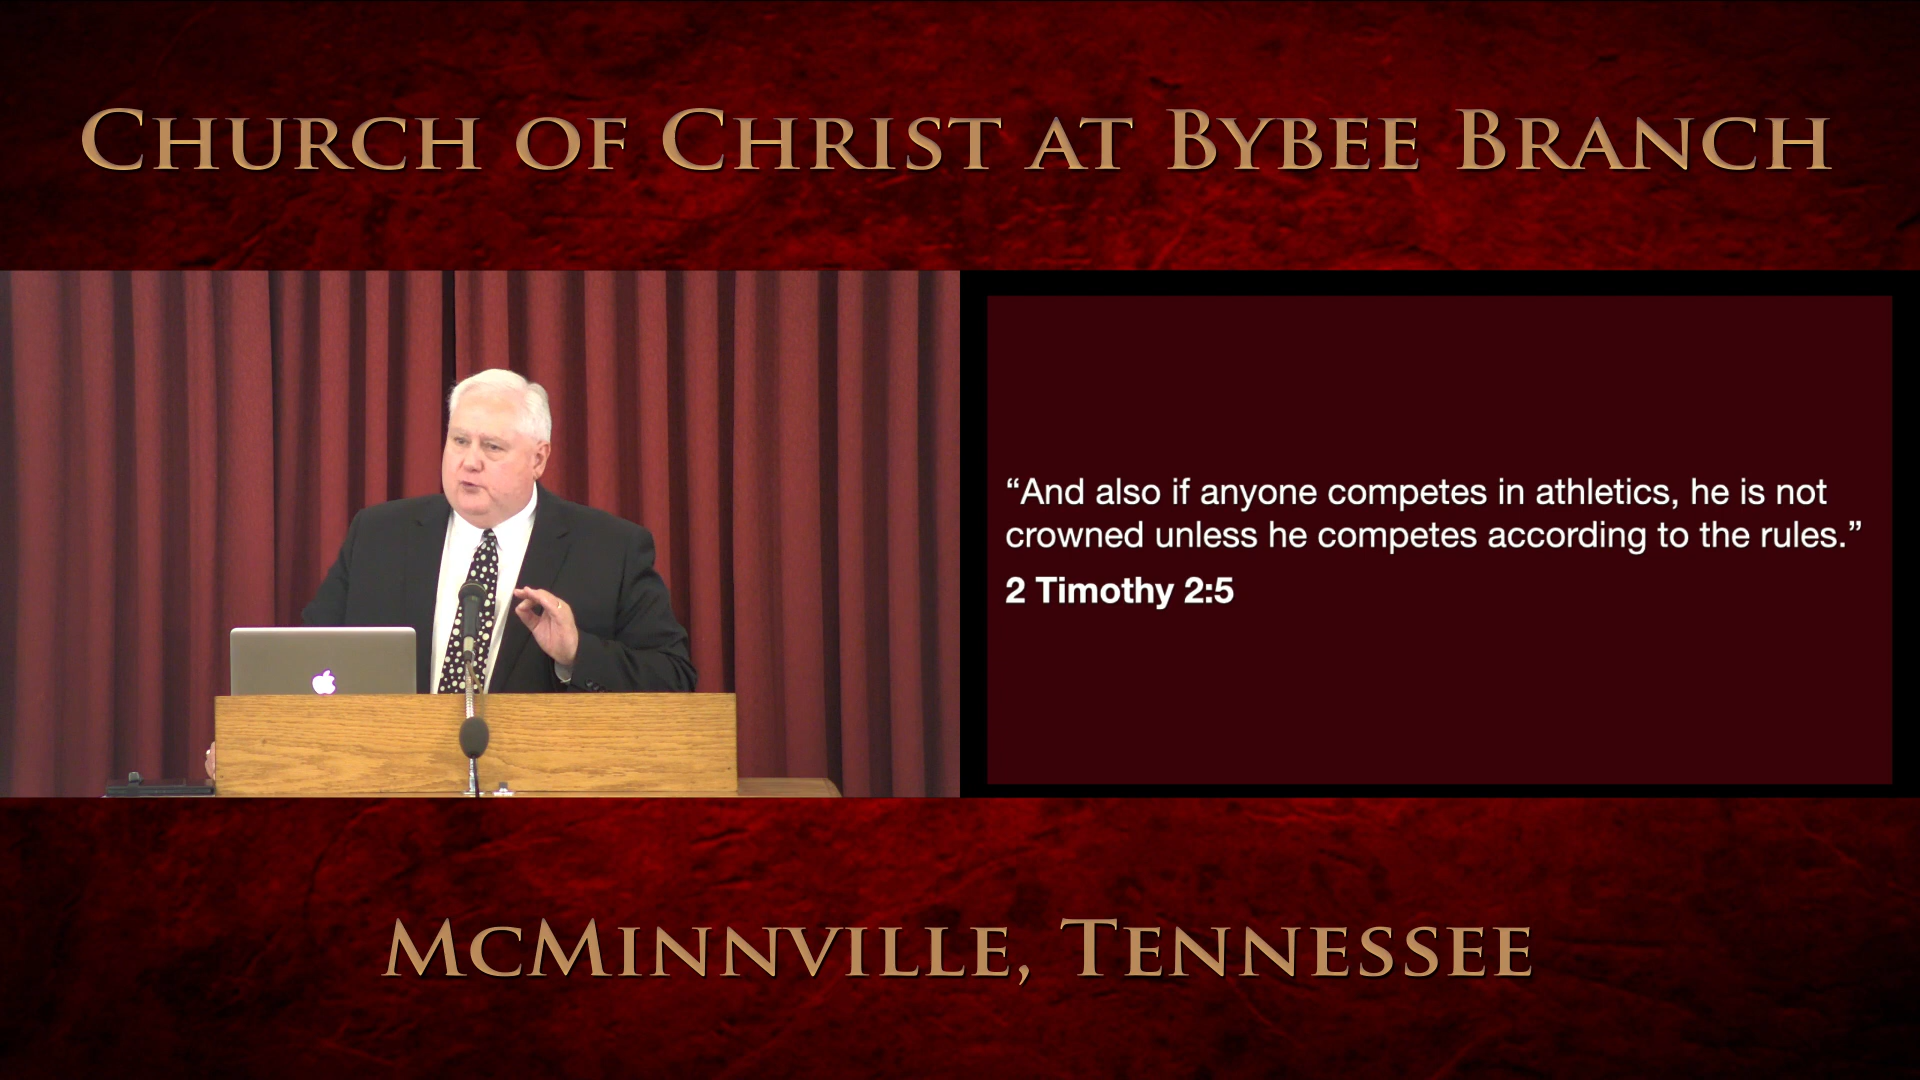 CHURCH OF CHRIST AT BYBEE BRANCH
“And also if anyone competes in athletics, he is not
crowned unless he competes according to the rules.”
2 Timothy 2:5
MCMINNVILLE, TENNESSEE